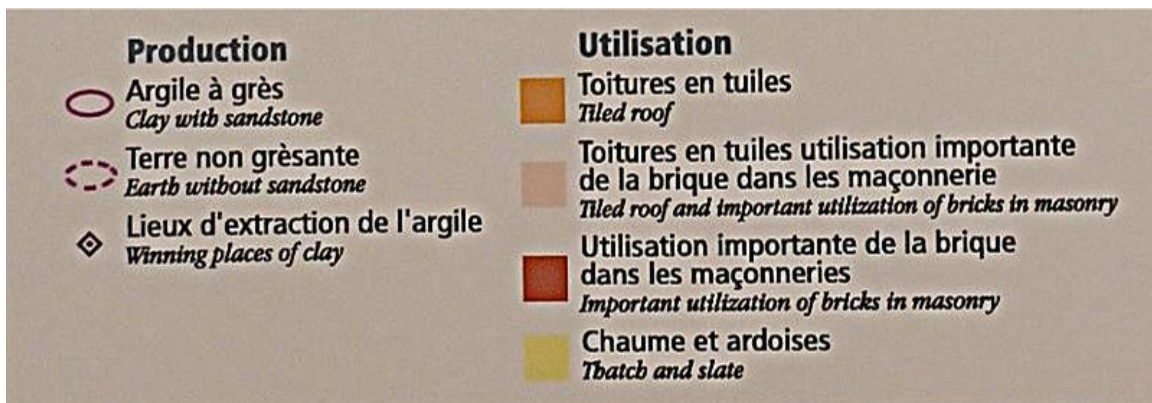 Production
Argile à grès
Clay with sandstone
Terre non grèsante
Earth without sandstone
Lieux d'extraction de l'argile
Winning places of clay
Utilisation
Toitures en tuiles
Tiled roof
Toitures en tuiles utilisation importante
de la brique dans les maçonnerie
Tiled roof and important utilization of bricks in masonry
Utilisation importante de la brique
dans les maçonneries
Important utilization of bricks in masonry
Chaume et ardoises
Thatch and slate